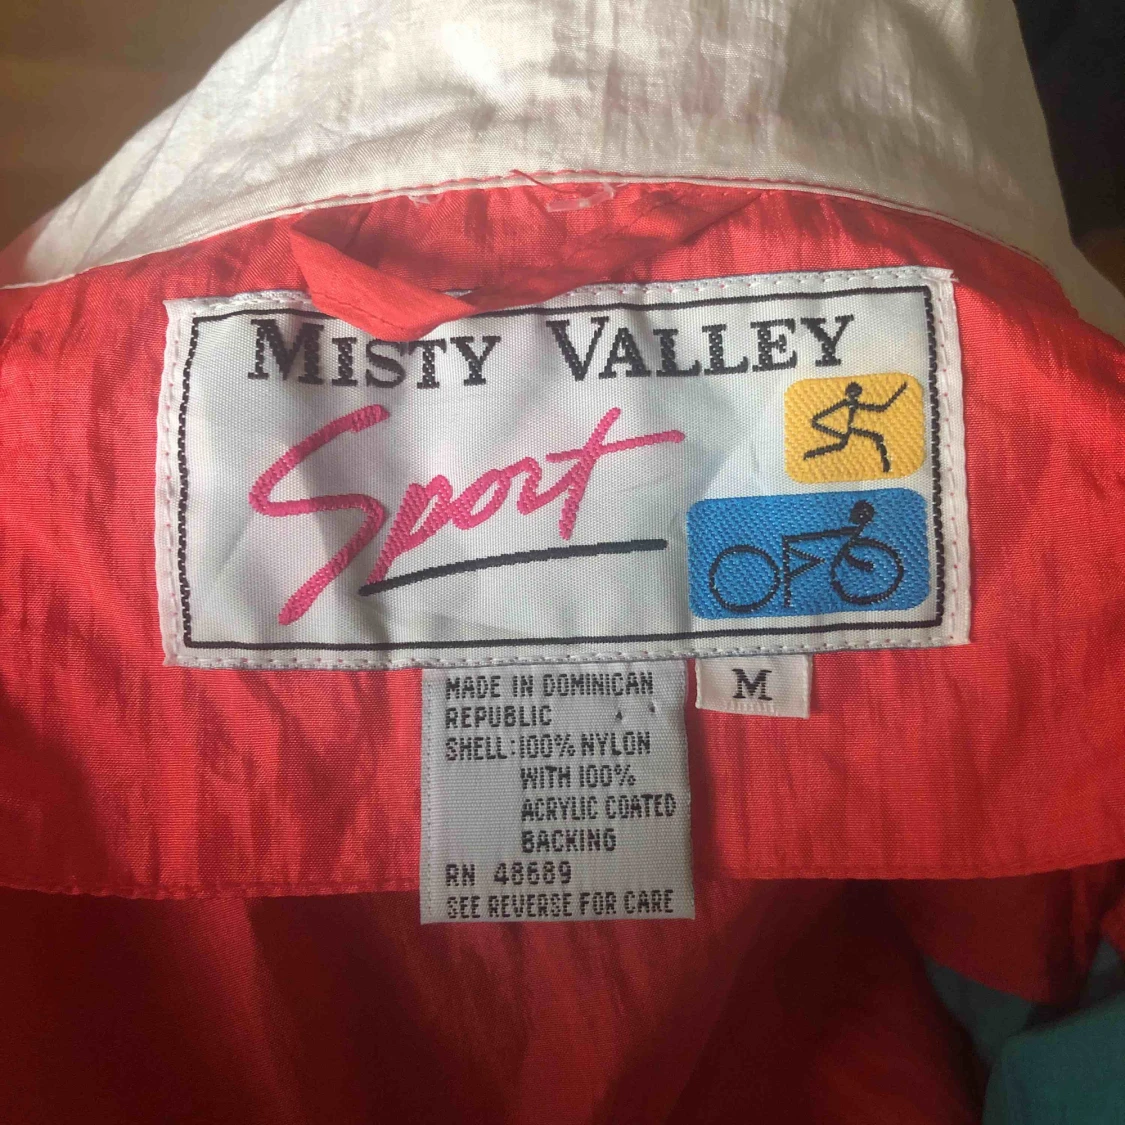 MISTY VALLEY
Sport
M
MADE IN DOMINICAN
REPUBLIC
SHELL: 100% NYLON
WITH 100%
ACRYLIC COATED
BACKING
RN 48689
SEE REVERSE FOR CARE